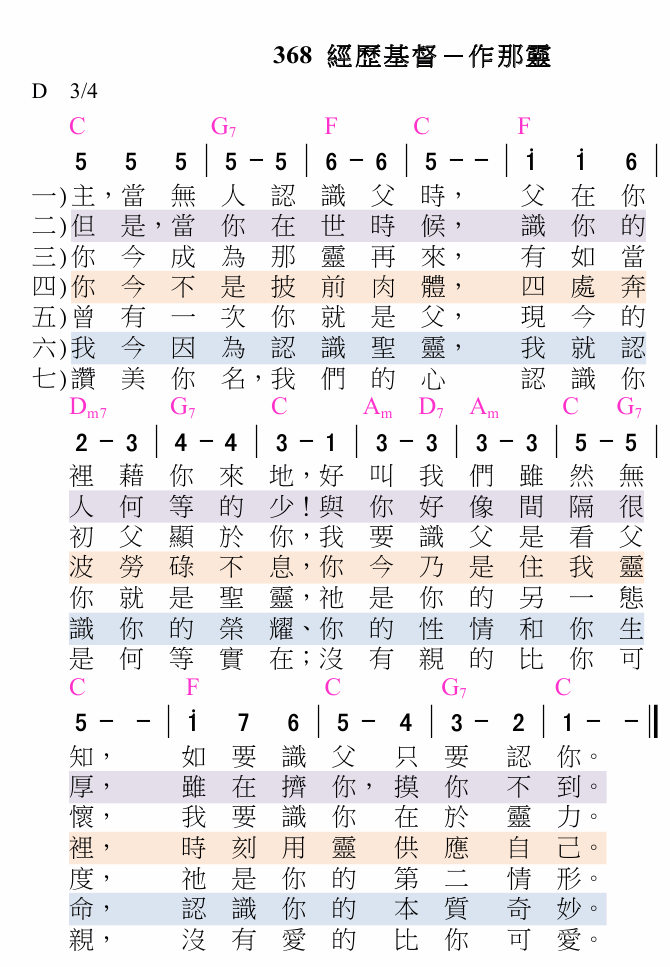 368 經歷基督－作那靈
D 3/4
C G7 F C F
5 5 5 | 5 - 5 | 6 - 6 | 5 - - | i i 6
一)主，當 無 人 認 識 父 時， 父 在 你
二)但 是，當 你 在 世 時 候， 識 你 的
三)你 今 成 為 那 靈 再 來， 有 如 當
四)你 今 不 是 披 前 肉 體， 四 處 奔
五)曾 有 一 次 你 就 是 父， 現 今 的
六)我 今 因 為 認 識 聖 靈， 我 就 認
七)讚 美 你 名，我 們 的 心 認 識 你
Dm7 G7 C Am D7 Am C G7
2 - 3 | 4 - 4 | 3 - 1 | 3 - 3 | 3 - 3 | 5 - 5 |
裡 藉 你 來 地，好 叫 我 們 雖 然 無
人 何 等 的 少！與 你 好 像 間 隔 很
初 父 顯 於 你，我 要 識 父 是 看 父
波 勞 碌 不 息，你 今 乃 是 住 我 靈
你 就 是 聖 靈，祂 是 你 的 另 一 態
識 你 的 榮 耀、你 的 性 情 和 你 生
是 何 等 實 在；沒 有 親 的 比 你 可
C F C G7 C
5 - - | i 7 6 | 5 - 4 | 3 - 2 | 1 - - ‖
知， 如 要 識 父 只 要 認 你。
厚， 雖 在 擠 你，摸 你 不 到。
懷， 我 要 識 你 在 於 靈 力。
裡， 時 刻 用 靈 供 應 自 己。
度， 祂 是 你 的 第 二 情 形。
命， 認 識 你 的 本 質 奇 妙。
親， 沒 有 愛 的 比 你 可 愛。